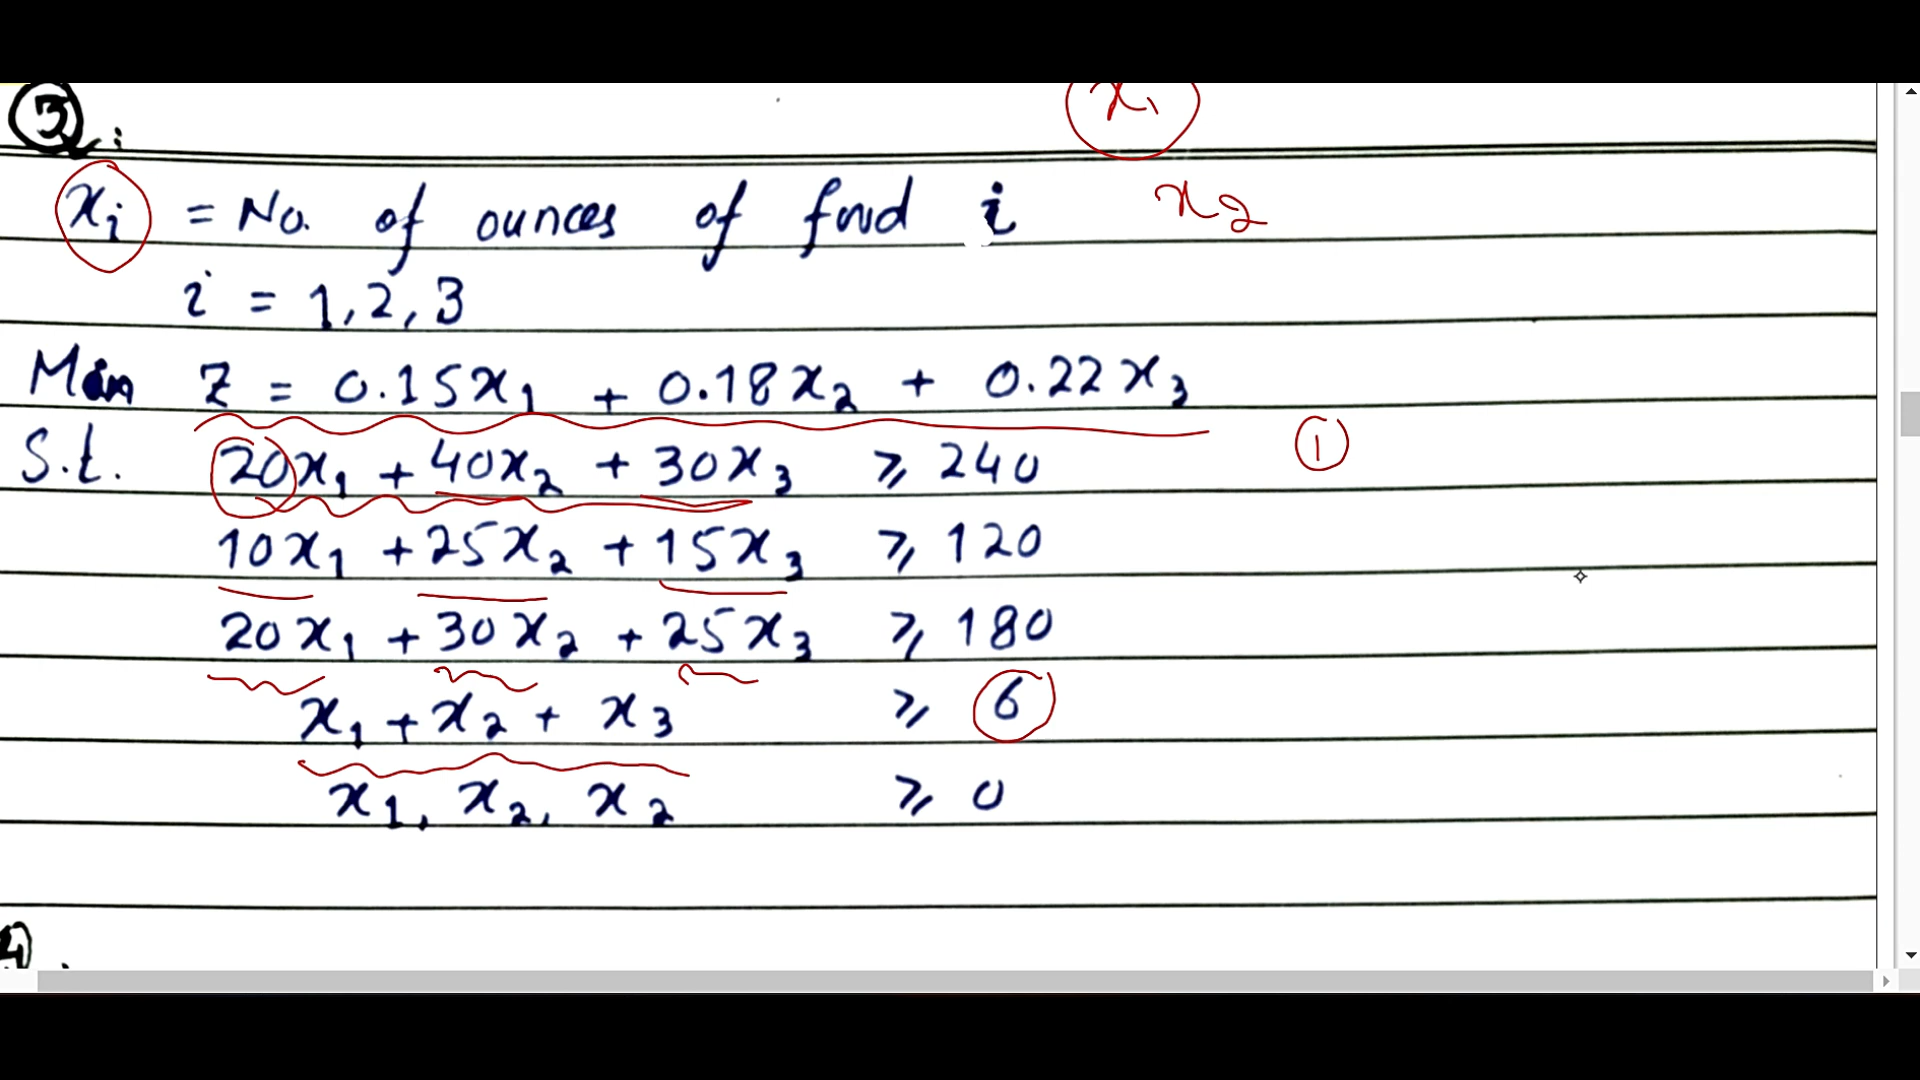 3 :
x₁
xᵢ = No. of ounces of food i x₂
i = 1, 2, 3
Min Z = 0.15x₁ + 0.18x₂ + 0.22x₃
S.t. 20x₁ + 40x₂ + 30x₃ ⩾ 240 ①
10x₁ + 25x₂ + 15x₃ ⩾ 120
20x₁ + 30x₂ + 25x₃ ⩾ 180
x₁ + x₂ + x₃ ⩾ 6
x₁, x₂, x₂ ⩾ 0
4